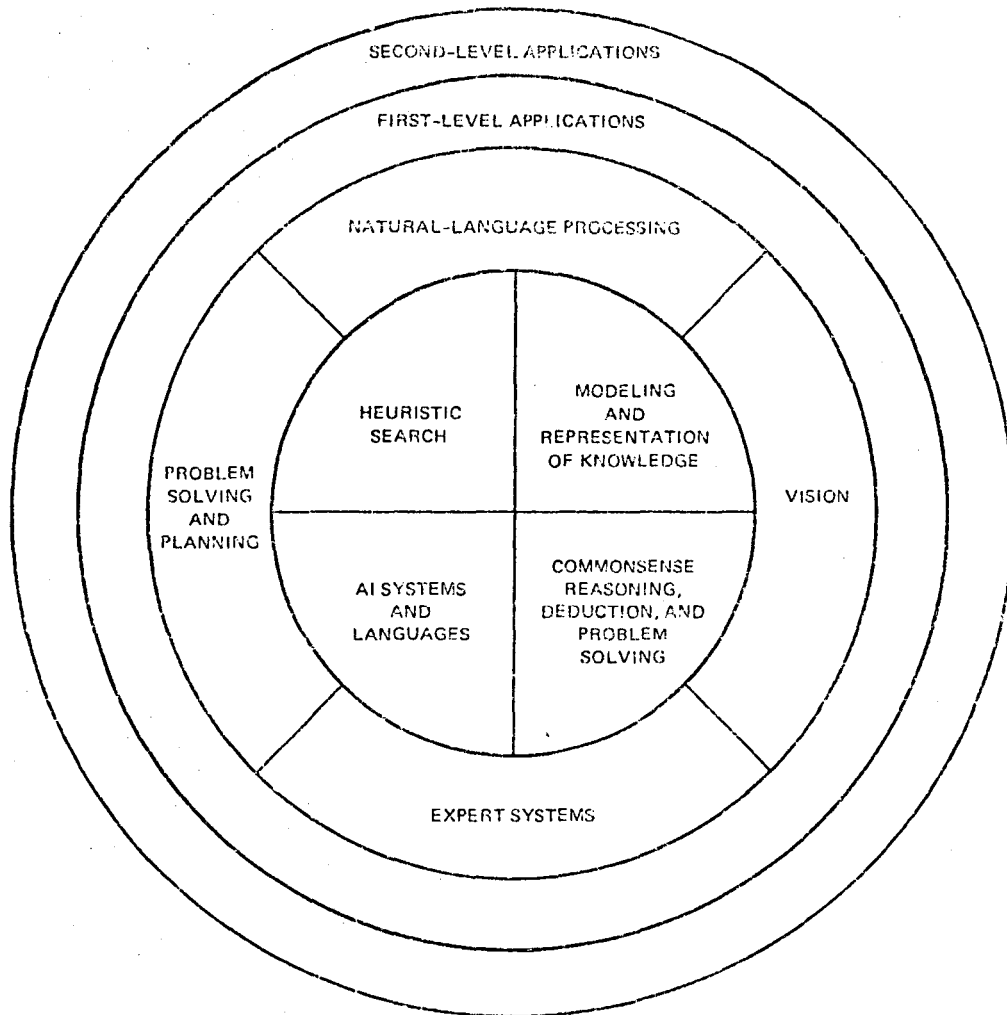 SECOND-LEVEL APPLICATIONS
FIRST-LEVEL APPLICATIONS
NATURAL-LANGUAGE PROCESSING
HEURISTIC
SEARCH
MODELING
AND
REPRESENTATION
OF KNOWLEDGE
PROBLEM
SOLVING
AND
PLANNING
VISION
AI SYSTEMS
AND
LANGUAGES
COMMONSENSE
REASONING,
DEDUCTION, AND
PROBLEM
SOLVING
EXPERT SYSTEMS